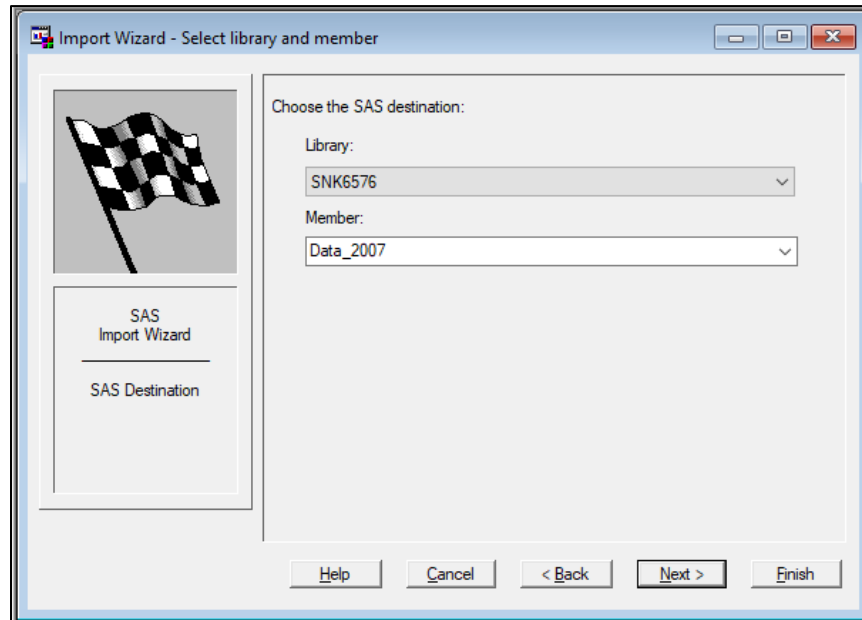 Import Wizard - Select library and member
Choose the SAS destination:
Library:
SNK6576
Member:
Data_2007
SAS
Import Wizard
SAS Destination
Help
Cancel
< Back
Next >
Finish